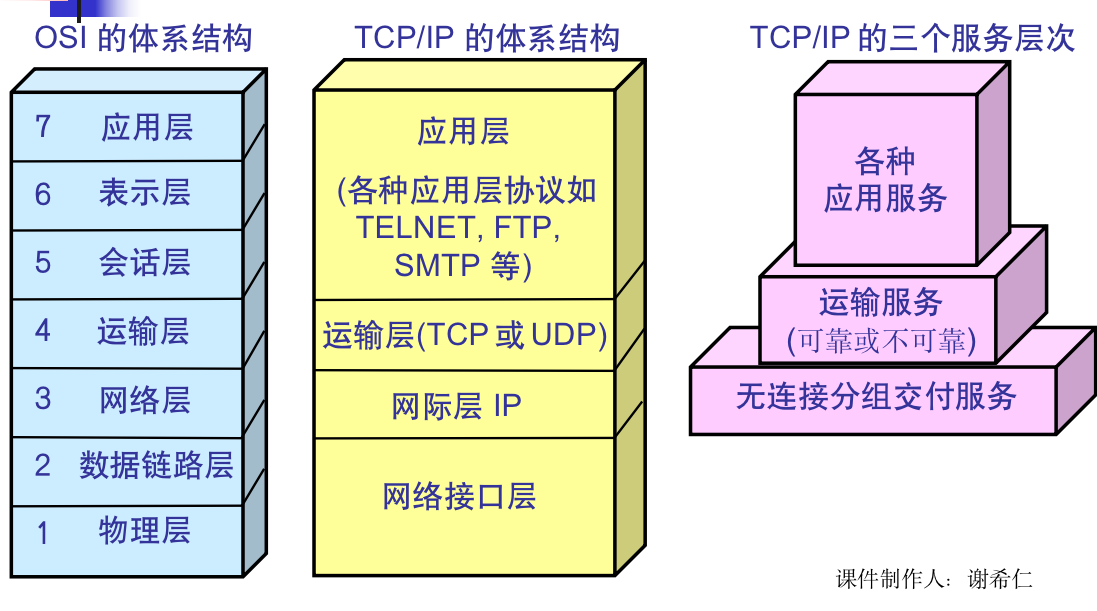 OSI 的体系结构
7 应用层
6 表示层
5 会话层
4 运输层
3 网络层
2 数据链路层
1 物理层
TCP/IP 的体系结构
应用层
(各种应用层协议如
TELNET, FTP,
SMTP 等)
运输层(TCP 或 UDP)
网际层 IP
网络接口层
TCP/IP 的三个服务层次
各种
应用服务
运输服务
(可靠或不可靠)
无连接分组交付服务
课件制作人：谢希仁